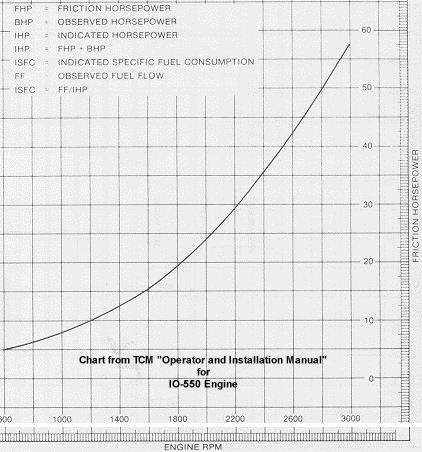 FHP = FRICTION HORSEPOWER
BHP = OBSERVED HORSEPOWER
IHP = INDICATED HORSEPOWER
IHP = FHP + BHP
ISFC = INDICATED SPECIFIC FUEL CONSUMPTION
FF - OBSERVED FUEL FLOW
ISFC = FF/IHP
60
50
40
30
20
10
0
FRICTION HORSEPOWER
Chart from TCM "Operator and Installation Manual"
for
IO-550 Engine
1000 1400 1800 2200 2600 3000
ENGINE RPM